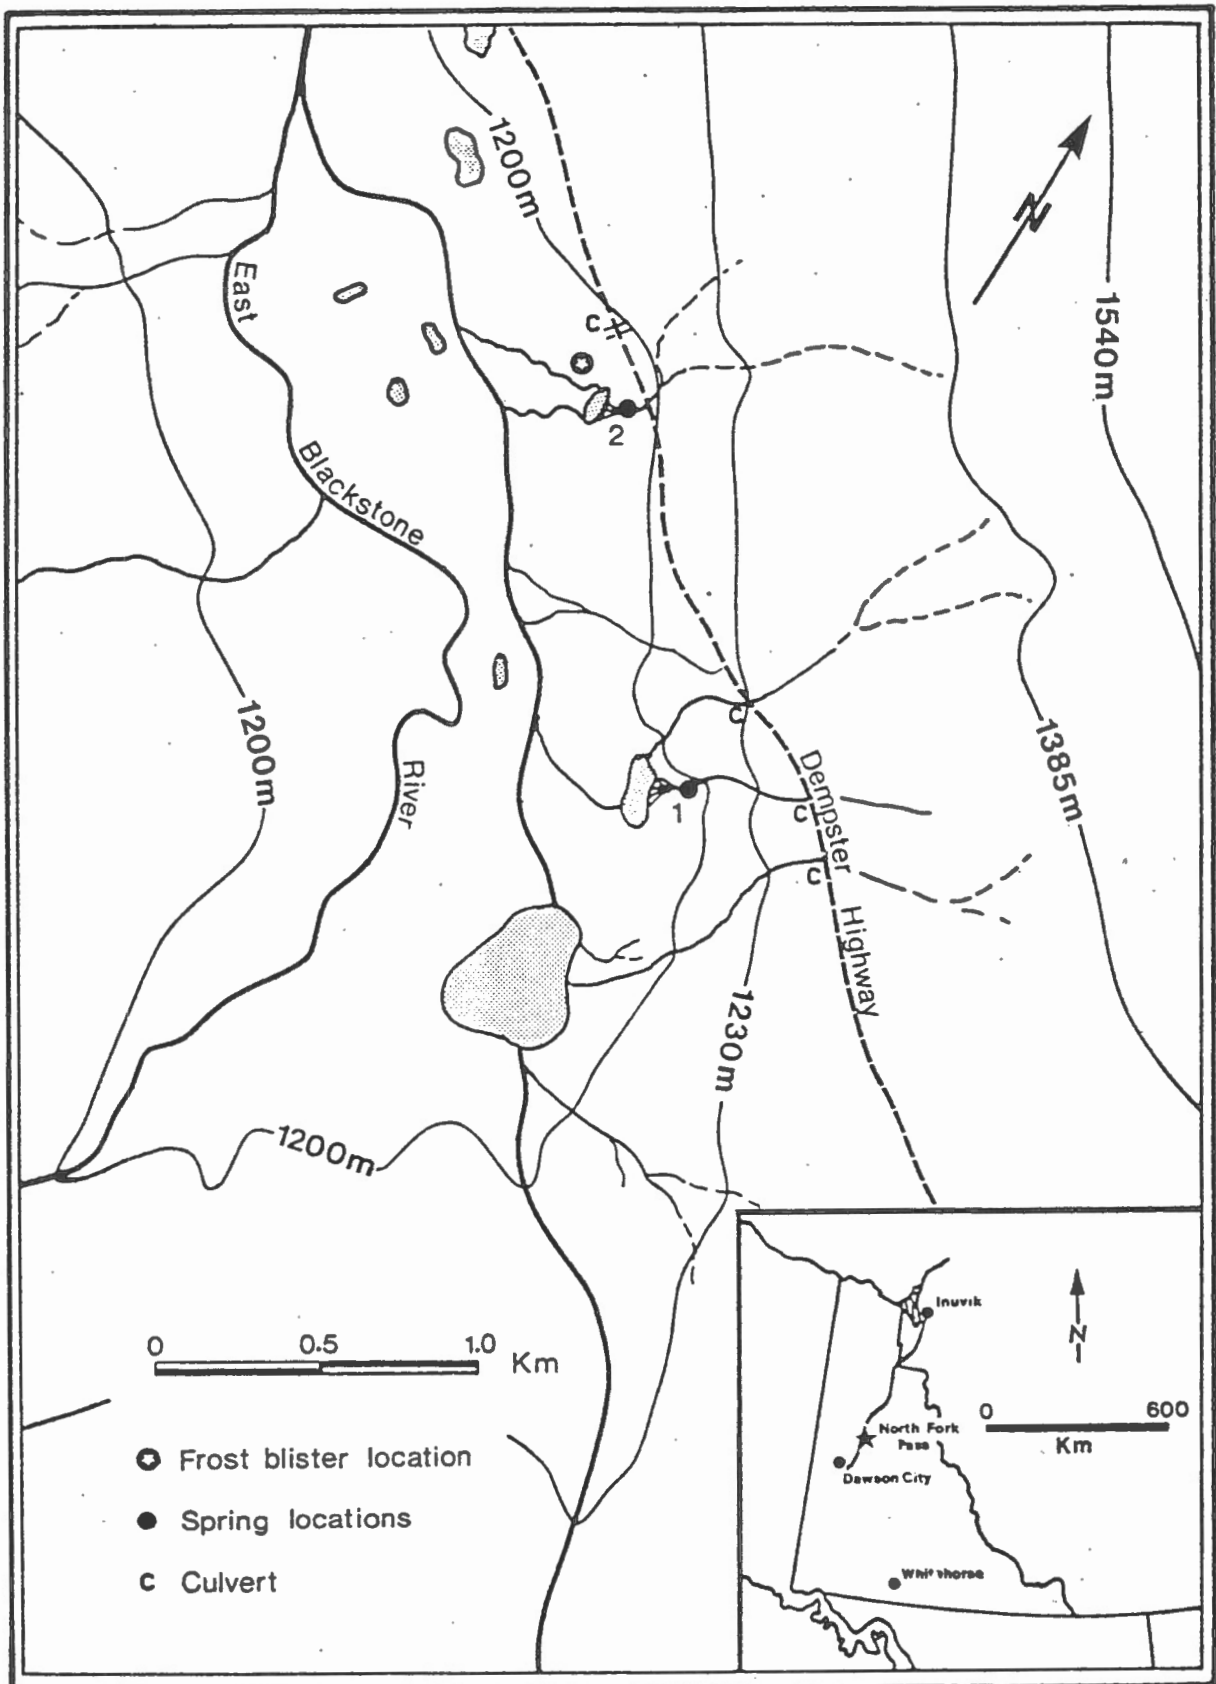 1200m
N
East
C
1540m
2
Blackstone
1200m
C
River
Dempster
1385m
1
C
C
Highway
1230m
1200m
0 0.5 1.0
Km
Frost blister location
Spring locations
C Culvert
Inuvik
N
0 600
Km
North Fork
Pass
Dawson City
Whitehorse